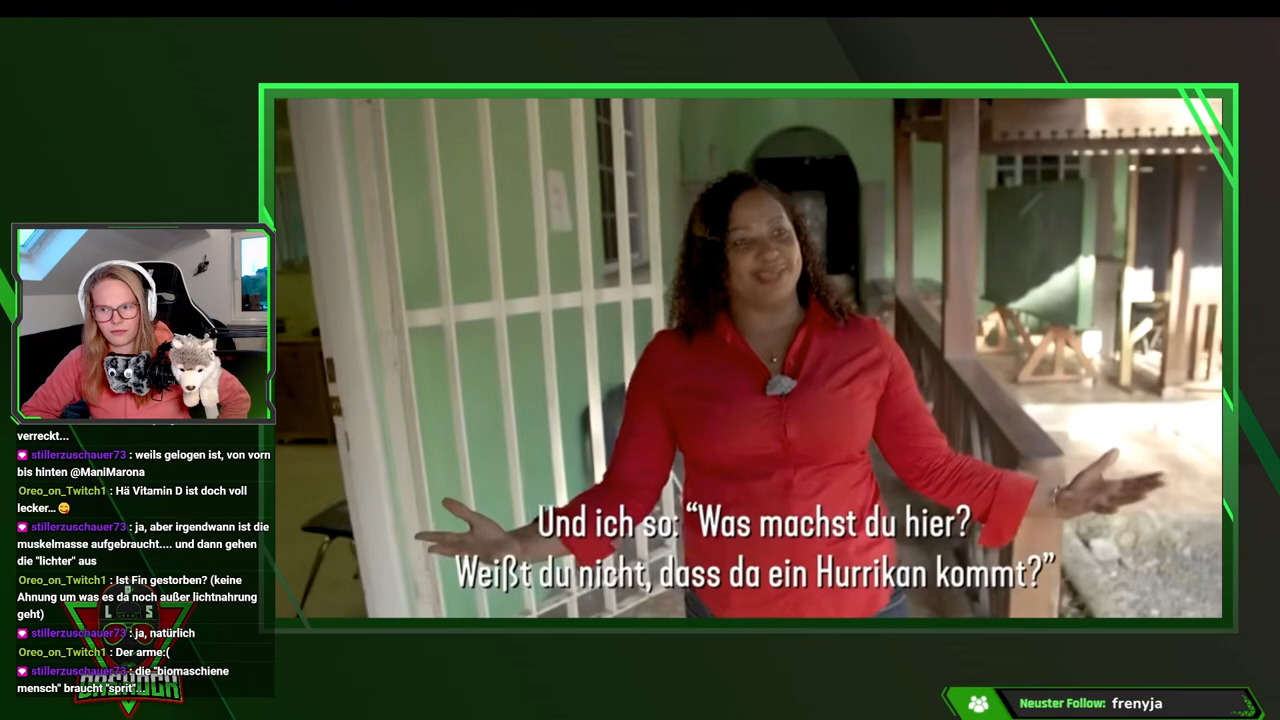 verreckt...
stillerzuschauer73 : weils gelogen ist, von vorn
bis hinten @ManiMarona
Oreo_on_Twitch1 : Hä Vitamin D ist doch voll
lecker... 😋
stillerzuschauer73 : ja, aber irgendwann ist die
muskelmasse aufgebraucht.... und dann gehen
die "lichter" aus
Oreo_on_Twitch1 : Ist Fin gestorben? (keine
Ahnung um was es da noch außer lichtnahrung
geht)
stillerzuschauer73 : ja, natürlich
Oreo_on_Twitch1 : Der arme:(
stillerzuschauer73 : die "biomaschiene
mensch" braucht "sprit"...
L S
Und ich so: “Was machst du hier?
Weißt du nicht, dass da ein Hurrikan kommt?”
Neuster Follow: frenyja